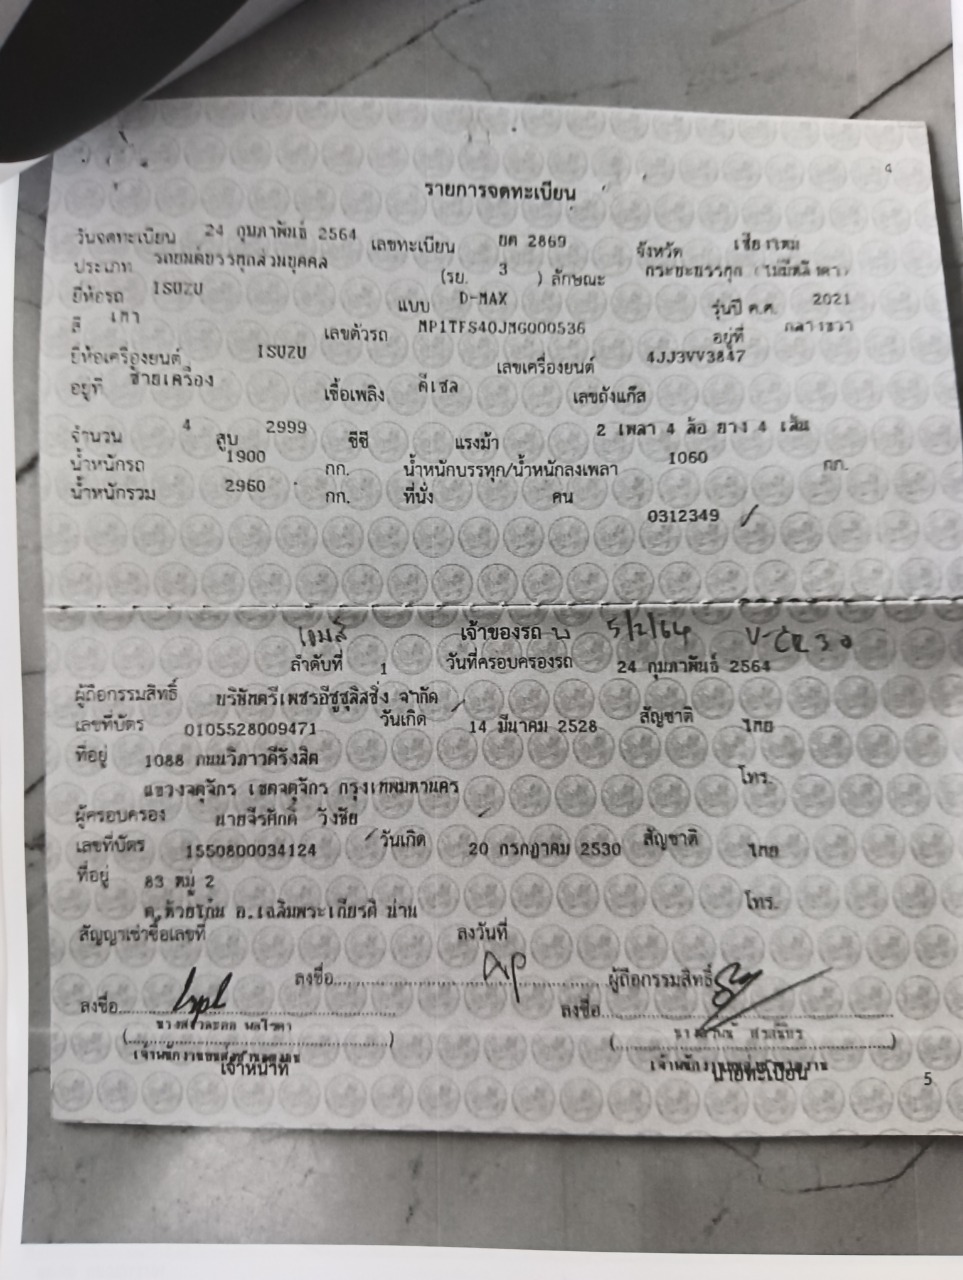 4
รายการจดทะเบียน
วันจดทะเบียน 24 กุมภาพันธ์ 2564 เลขทะเบียน ยต 2869 จังหวัด เชียงใหม่
ประเภท รถยนต์บรรทุกส่วนบุคคล (รย. 3 ) ลักษณะ กระบะบรรทุก (ไม่มีหลังคา)
ยี่ห้อรถ ISUZU แบบ D-MAX รุ่นปี ค.ศ. 2021
สี เทา เลขตัวรถ MP1TFS40JMG000536 อยู่ที่ กลางขวา
ยี่ห้อเครื่องยนต์ ISUZU เลขเครื่องยนต์ 4JJ3VV3847
อยู่ที่ ซ้ายเครื่อง เชื้อเพลิง ดีเซล เลขถังแก๊ส
จำนวน 4 สูบ 2999 ซีซี แรงม้า 2 เพลา 4 ล้อ ยาง 4 เส้น
น้ำหนักรถ 1900 กก. น้ำหนักบรรทุก/น้ำหนักลงเพลา 1060 กก.
น้ำหนักรวม 2960 กก. ที่นั่ง คน
0312349
เจ้าของรถ 5/2/64 V-CR30
ลำดับที่ 1 วันที่ครอบครองรถ 24 กุมภาพันธ์ 2564
ผู้ถือกรรมสิทธิ์ บริษัทตรีเพชรอีซูซุลิสซิ่ง จำกัด
เลขที่บัตร 0105528009471 วันเกิด 14 มีนาคม 2528 สัญชาติ ไทย
ที่อยู่ 1088 ถนนวิภาวดีรังสิต
แขวงจตุจักร เขตจตุจักร กรุงเทพมหานคร โทร.
ผู้ครอบครอง นายจีรศักดิ์ วังชัย
เลขที่บัตร 1550800034124 วันเกิด 20 กรกฎาคม 2530 สัญชาติ ไทย
ที่อยู่ 83 หมู่ 2
ต.ห้วยโก๋น อ.เฉลิมพระเกียรติ น่าน โทร.
สัญญาเช่าซื้อเลขที่ ลงวันที่
ลงชื่อ ผู้ถือกรรมสิทธิ์
ลงชื่อ ลงชื่อ
เจ้าหน้าที่ นายทะเบียน
5